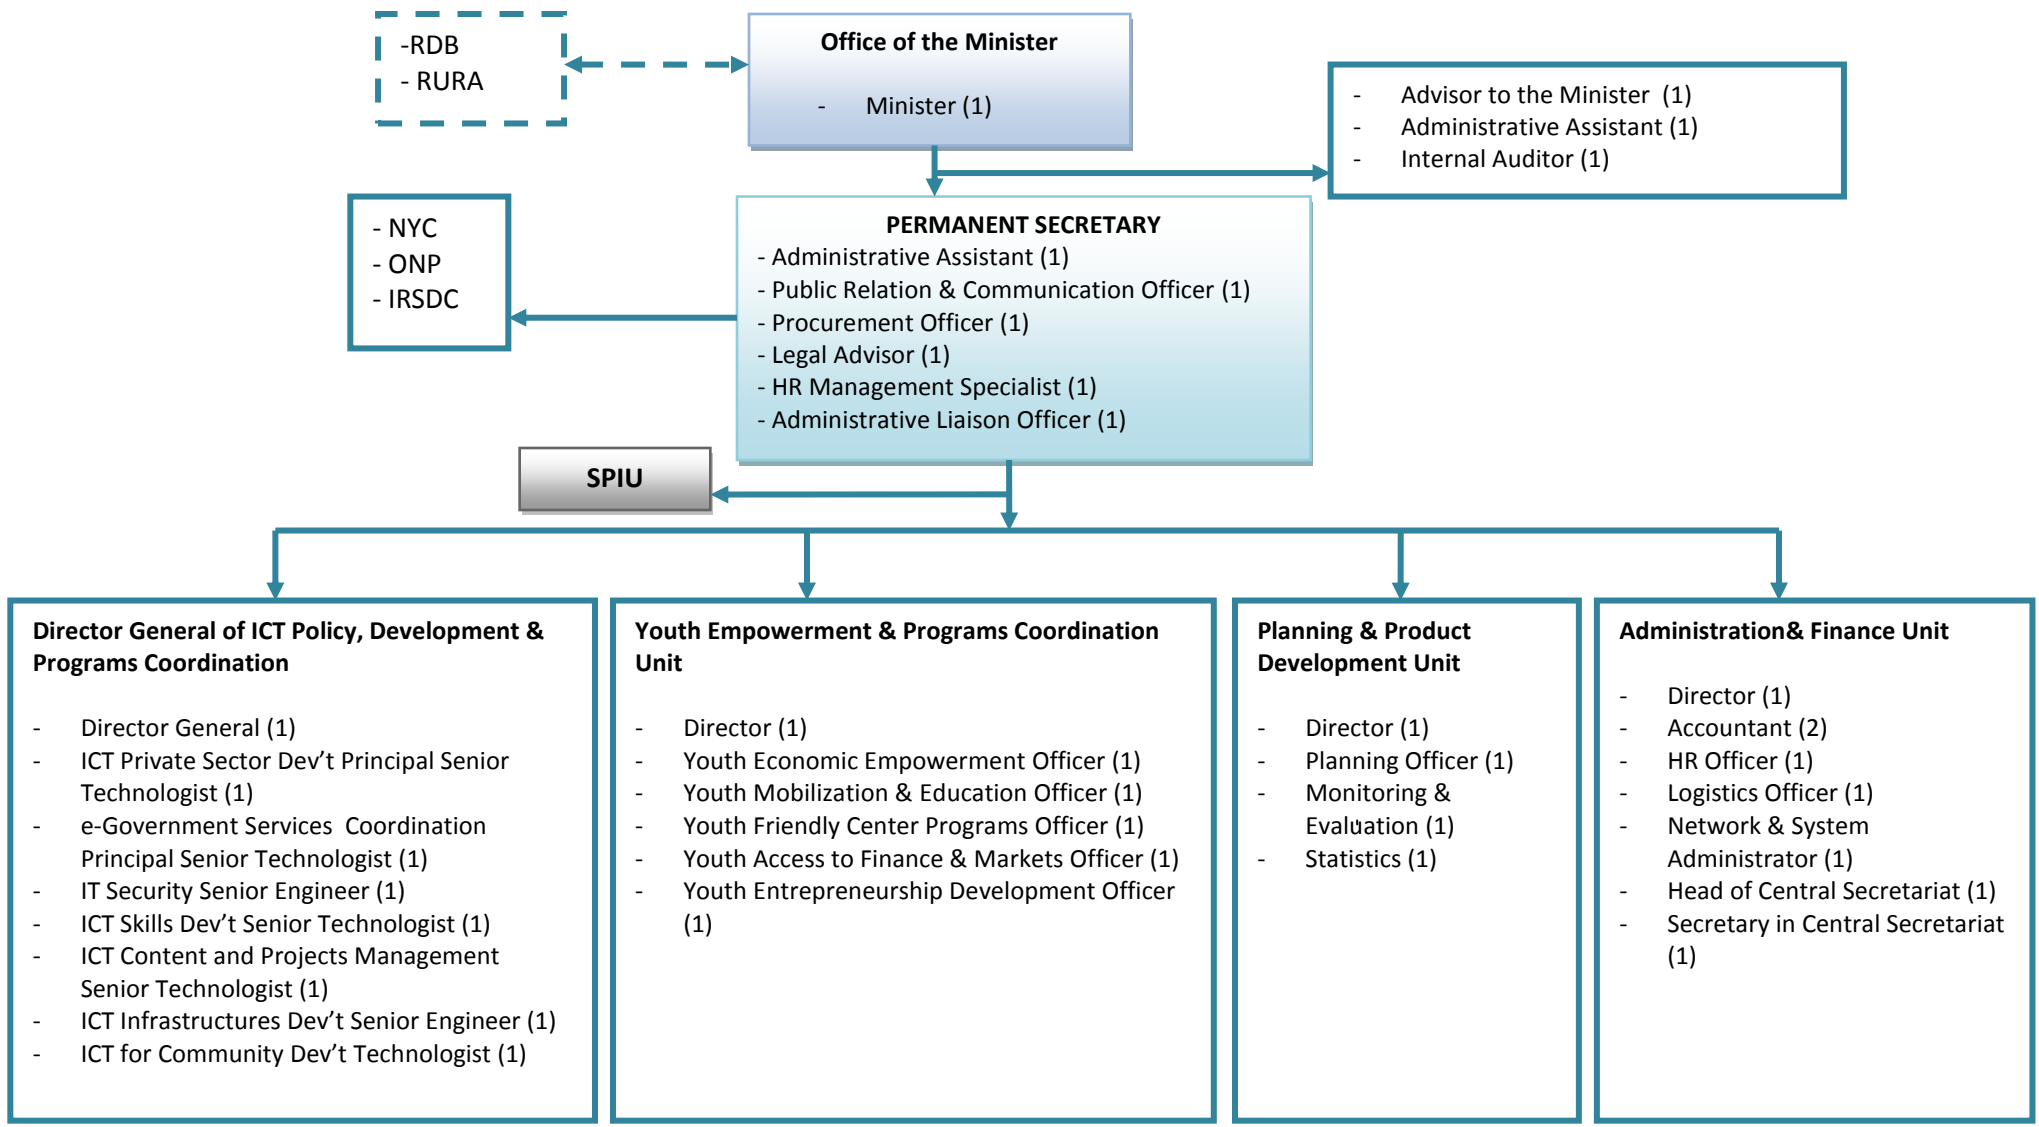 -RDB
- RURA
Office of the Minister
- Minister (1)
- Advisor to the Minister (1)
- Administrative Assistant (1)
- Internal Auditor (1)
- NYC
- ONP
- IRSDC
PERMANENT SECRETARY
- Administrative Assistant (1)
- Public Relation & Communication Officer (1)
- Procurement Officer (1)
- Legal Advisor (1)
- HR Management Specialist (1)
- Administrative Liaison Officer (1)
SPIU
Director General of ICT Policy, Development &
Programs Coordination
- Director General (1)
- ICT Private Sector Dev’t Principal Senior
Technologist (1)
- e-Government Services Coordination
Principal Senior Technologist (1)
- IT Security Senior Engineer (1)
- ICT Skills Dev’t Senior Technologist (1)
- ICT Content and Projects Management
Senior Technologist (1)
- ICT Infrastructures Dev’t Senior Engineer (1)
- ICT for Community Dev’t Technologist (1)
Youth Empowerment & Programs Coordination
Unit
- Director (1)
- Youth Economic Empowerment Officer (1)
- Youth Mobilization & Education Officer (1)
- Youth Friendly Center Programs Officer (1)
- Youth Access to Finance & Markets Officer (1)
- Youth Entrepreneurship Development Officer
(1)
Planning & Product
Development Unit
- Director (1)
- Planning Officer (1)
- Monitoring &
Evaluation (1)
- Statistics (1)
Administration& Finance Unit
- Director (1)
- Accountant (2)
- HR Officer (1)
- Logistics Officer (1)
- Network & System
Administrator (1)
- Head of Central Secretariat (1)
- Secretary in Central Secretariat
(1)